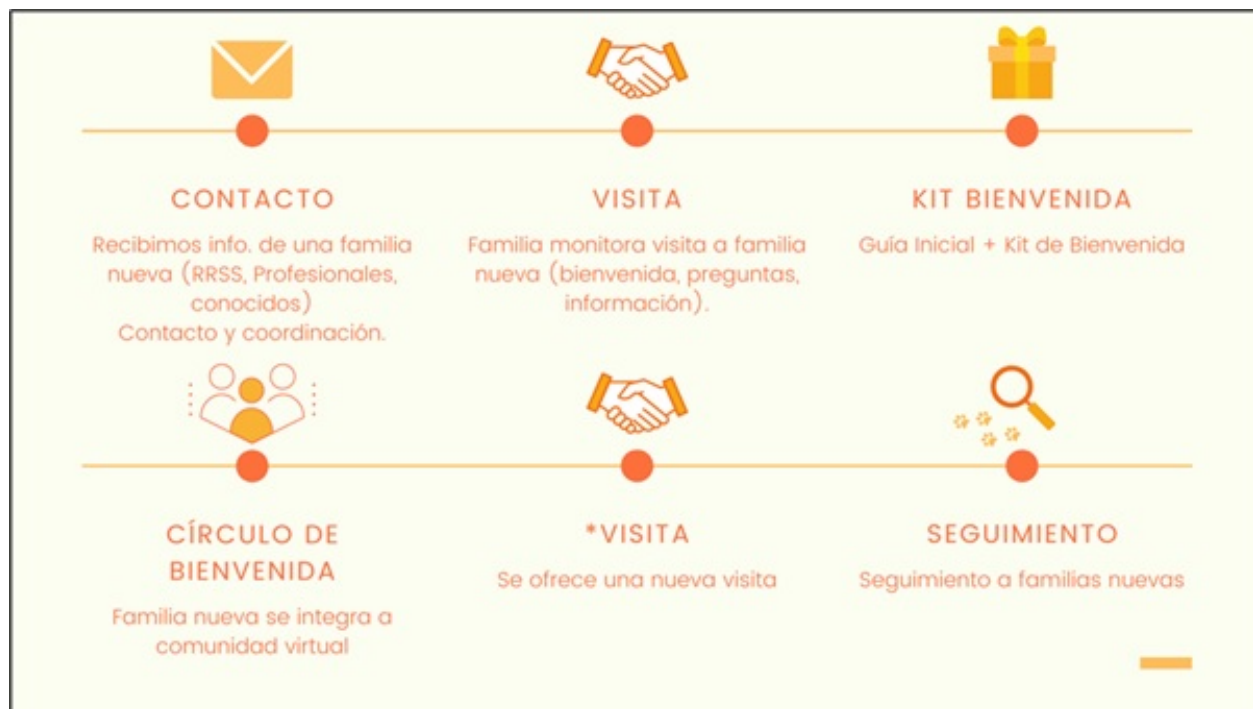 CONTACTO
Recibimos info. de una familia
nueva (RRSS, Profesionales,
conocidos)
Contacto y coordinación.
VISITA
Familia monitora visita a familia
nueva (bienvenida, preguntas,
información).
KIT BIENVENIDA
Guía Inicial + Kit de Bienvenida
CÍRCULO DE
BIENVENIDA
Familia nueva se integra a
comunidad virtual
*VISITA
Se ofrece una nueva visita
SEGUIMIENTO
Seguimiento a familias nuevas